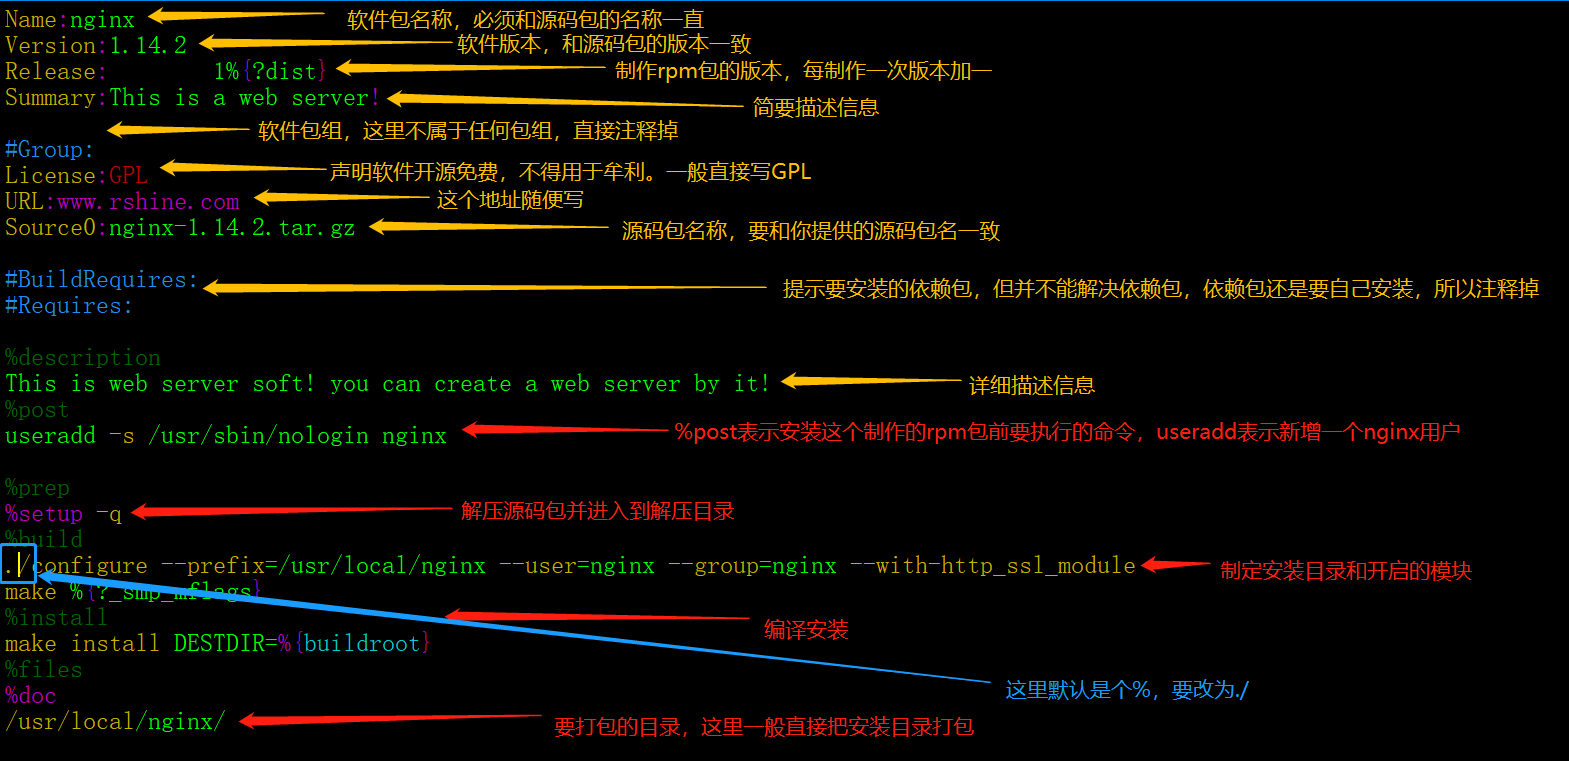 Name:nginx 软件包名称，必须和源码包的名称一直
Version:1.14.2 软件版本，和源码包的版本一致
Release: 1%{?dist} 制作rpm包的版本，每制作一次版本加一
Summary:This is a web server! 简要描述信息
软件包组，这里不属于任何包组，直接注释掉
#Group:
License:GPL 声明软件开源免费，不得用于牟利。一般直接写GPL
URL:www.rshine.com 这个地址随便写
Source0:nginx-1.14.2.tar.gz 源码包名称，要和你提供的源码包名一致
#BuildRequires: 提示要安装的依赖包，但并不能解决依赖包，依赖包还是要自己安装，所以注释掉
#Requires:
%description
This is web server soft! you can create a web server by it! 详细描述信息
%post
useradd -s /usr/sbin/nologin nginx %post表示安装这个制作的rpm包前要执行的命令，useradd表示新增一个nginx用户
%prep
%setup -q 解压源码包并进入到解压目录
%build
./configure --prefix=/usr/local/nginx --user=nginx --group=nginx --with-http_ssl_module 制定安装目录和开启的模块
make %{?_smp_mflags}
%install
编译安装
make install DESTDIR=%{buildroot}
%files
%doc 这里默认是个%，要改为./
/usr/local/nginx/ 要打包的目录，这里一般直接把安装目录打包